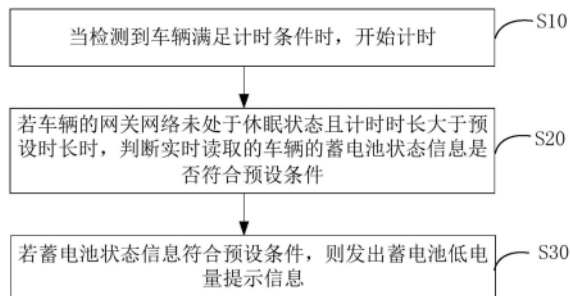 当检测到车辆满足计时条件时，开始计时
S10
若车辆的网关网络未处于休眠状态且计时时长大于预
设时长时，判断实时读取的车辆的蓄电池状态信息是
否符合预设条件
S20
若蓄电池状态信息符合预设条件，则发出蓄电池低电
量提示信息
S30